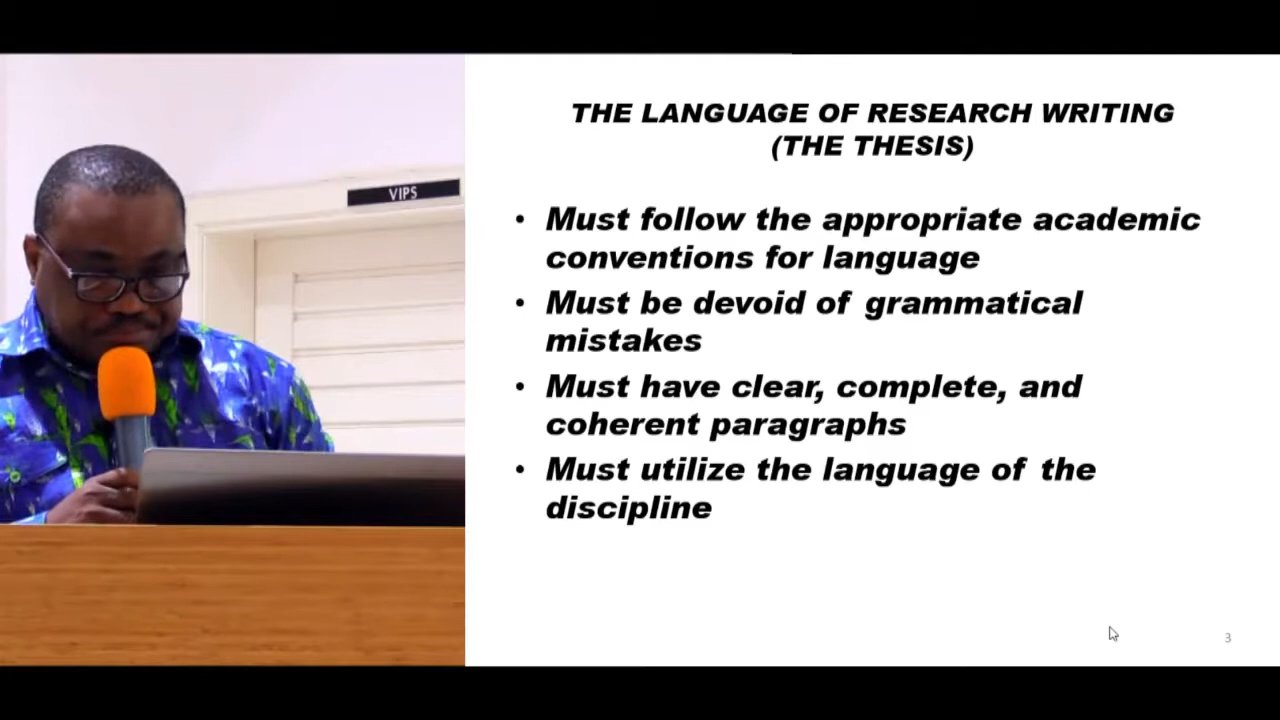 VIPS
THE LANGUAGE OF RESEARCH WRITING
(THE THESIS)
• Must follow the appropriate academic
conventions for language
• Must be devoid of grammatical
mistakes
• Must have clear, complete, and
coherent paragraphs
• Must utilize the language of the
discipline
3